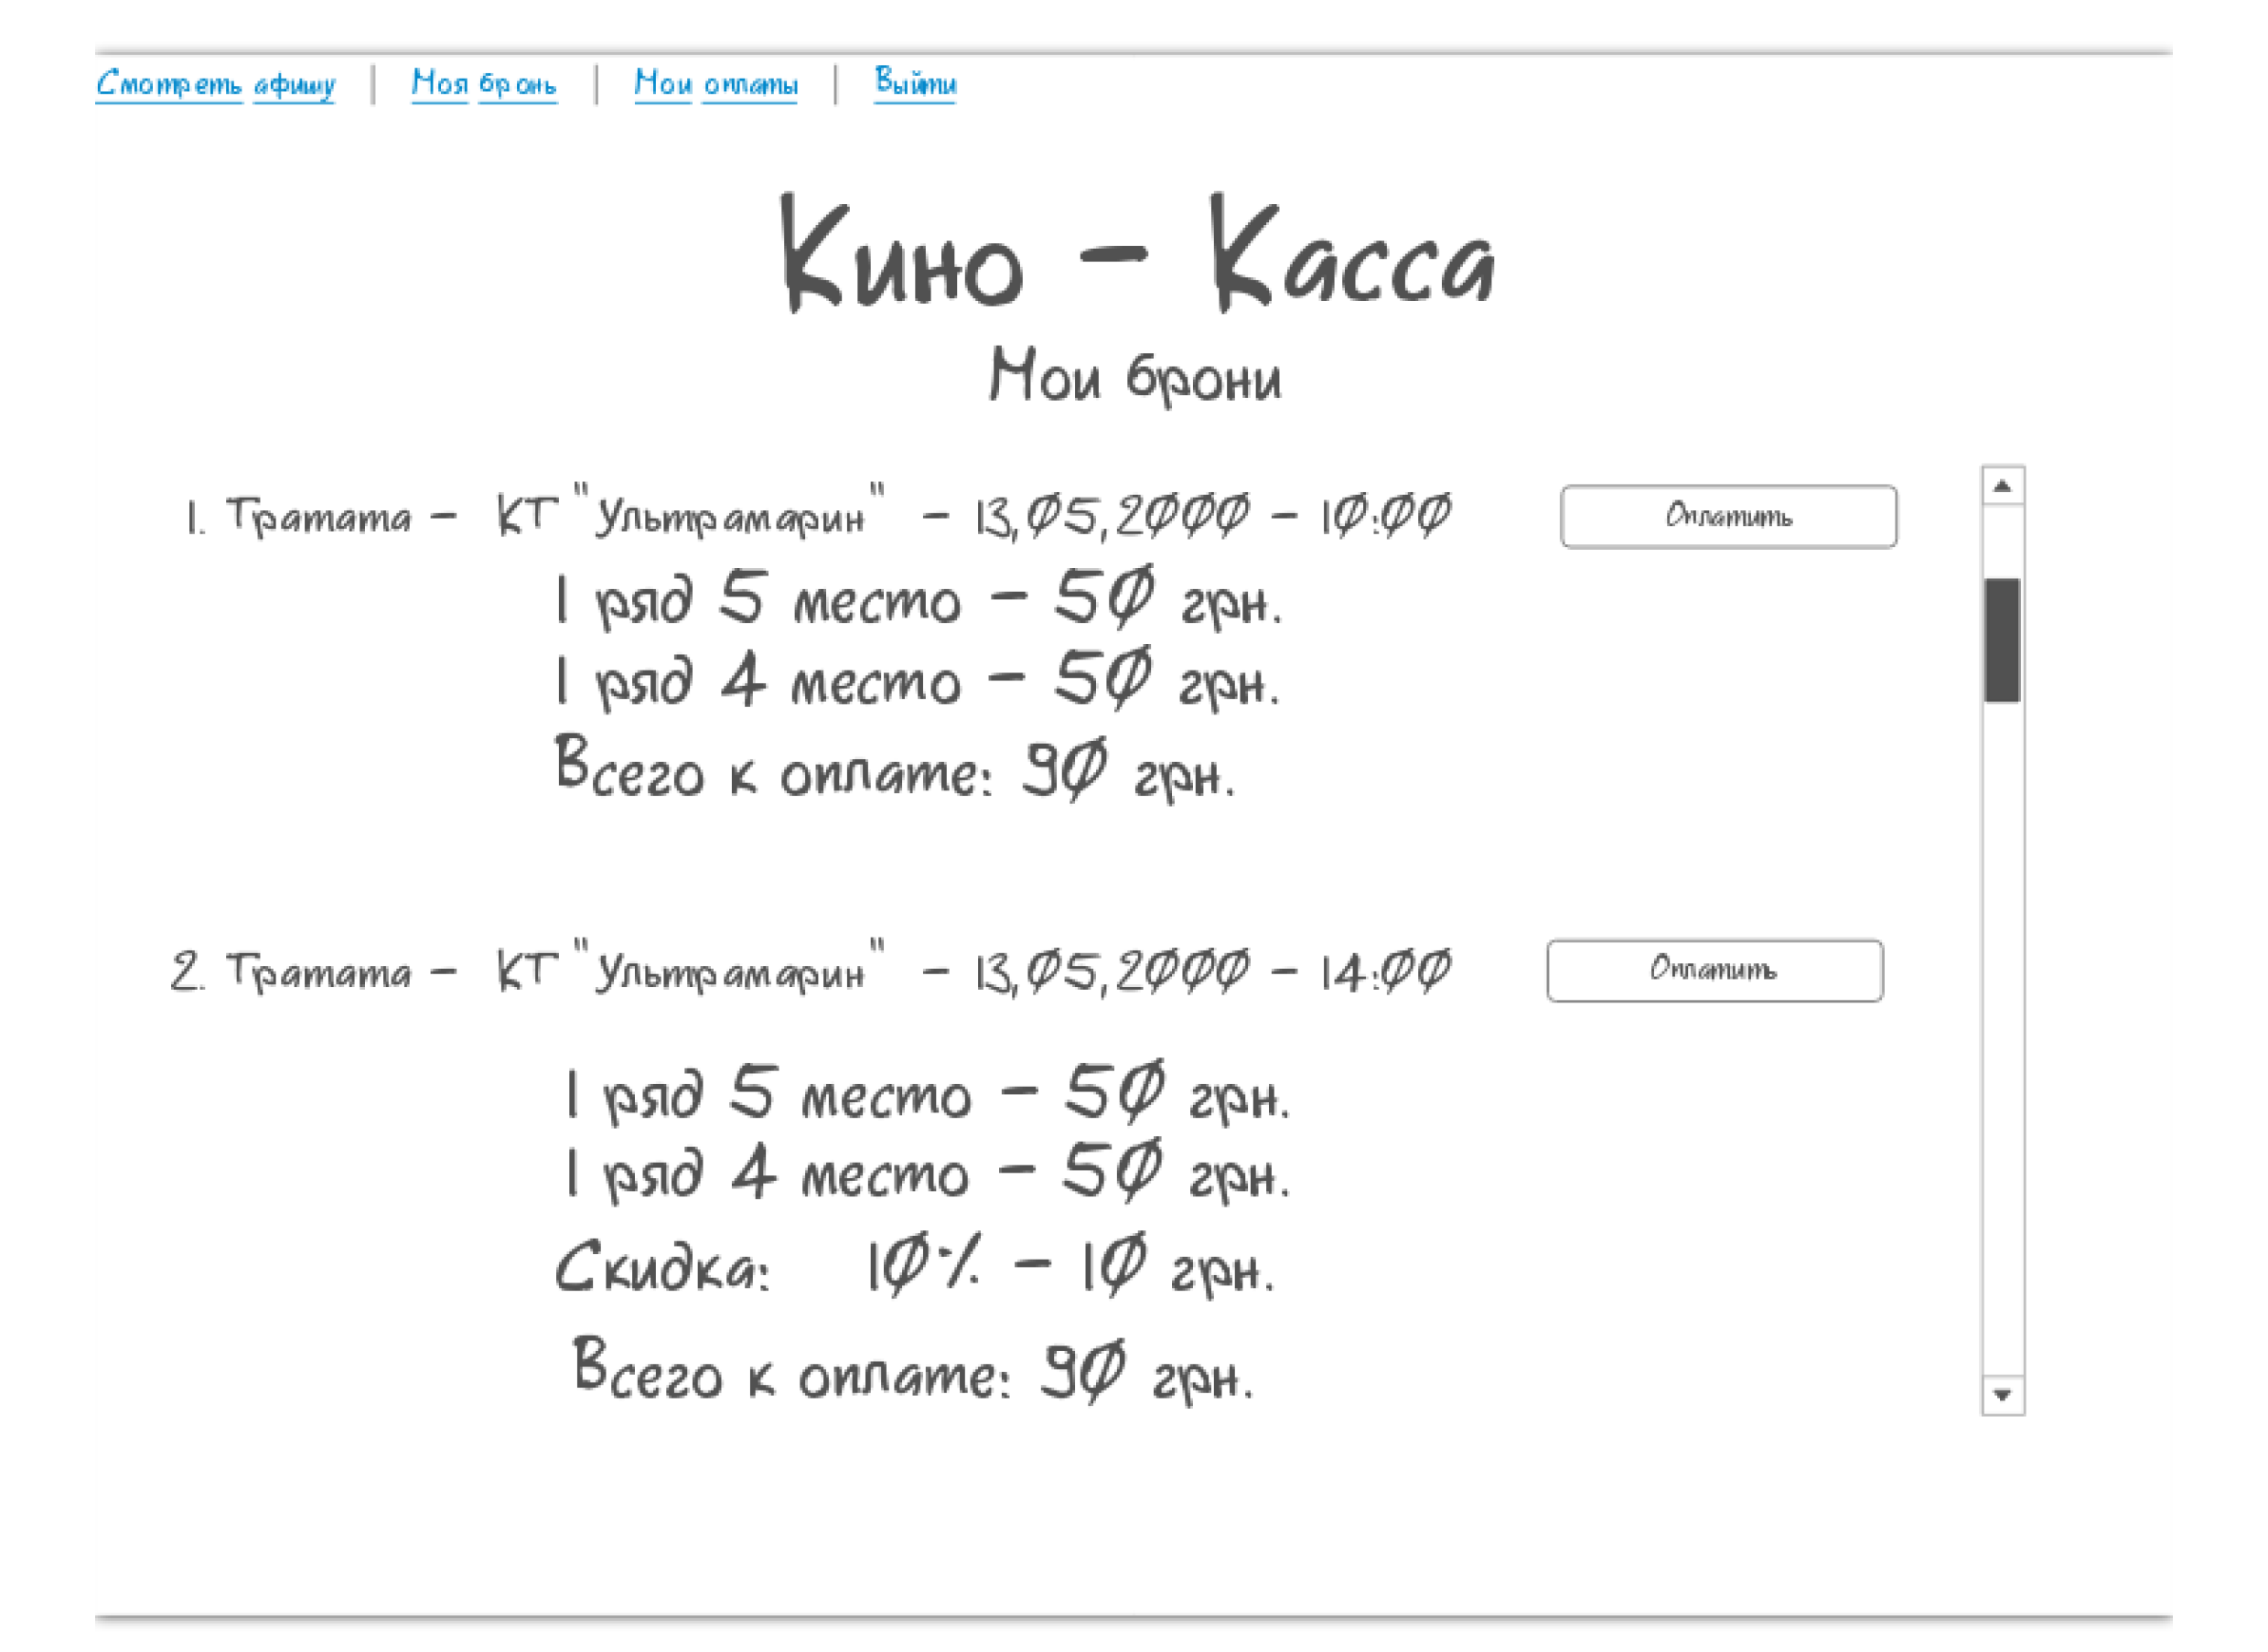 Смотреть афишу | Моя бронь | Мои оплаты | Выйти
Кино - Касса
Мои брони
1. Тратата - КТ "Ультрамарин" - 13,05,2000 - 10:00 Оплатить
1 ряд 5 место - 50 грн.
1 ряд 4 место - 50 грн.
Всего к оплате: 90 грн.
2. Тратата - КТ "Ультрамарин" - 13,05,2000 - 14:00 Оплатить
1 ряд 5 место - 50 грн.
1 ряд 4 место - 50 грн.
Скидка: 10% - 10 грн.
Всего к оплате: 90 грн.